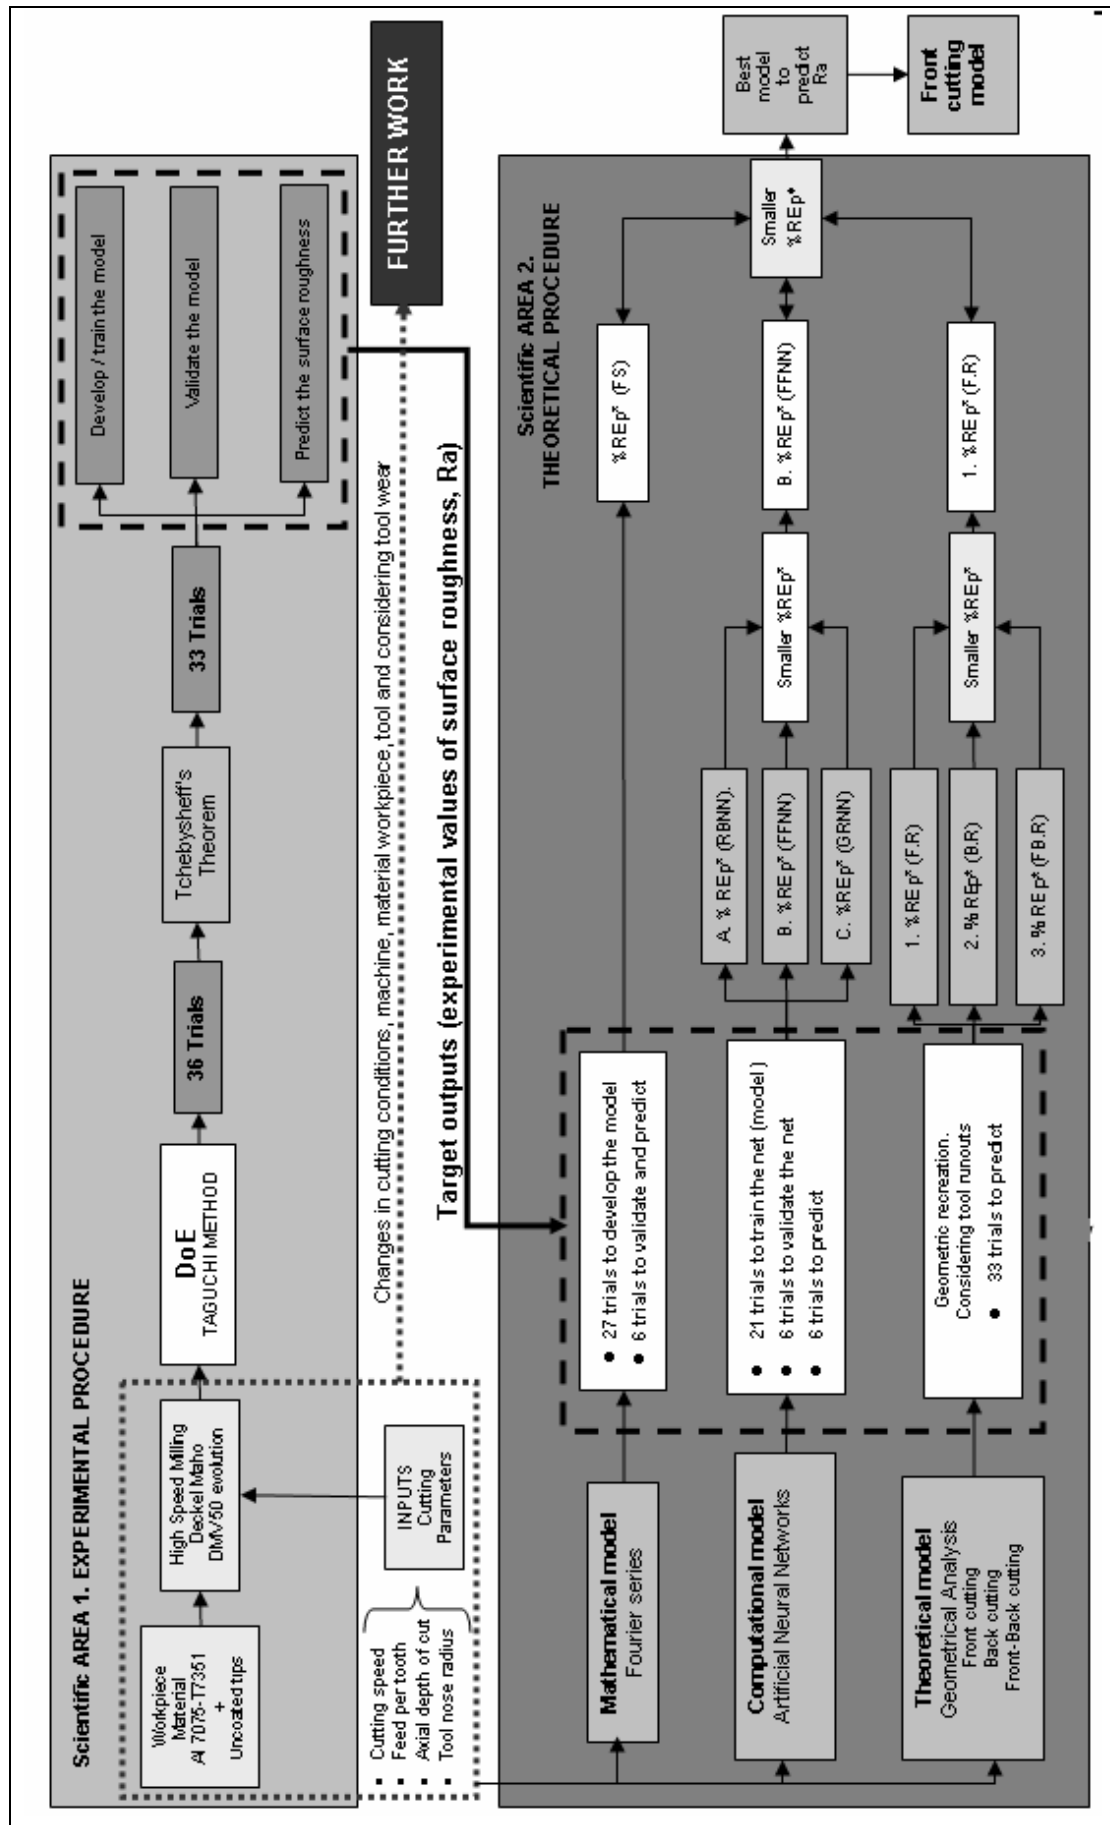 Scientific AREA 1. EXPERIMENTAL PROCEDURE
Workpiece
Material
Al 7075-T7351
+
Uncoated tips
High Speed Milling
Deckel Maho
DMV50 evolution
DoE
TAGUCHI METHOD
36 Trials
Tchebysheff's
Theorem
33 Trials
Develop / train the model
Validate the model
Predict the surface roughness
▪ Cutting speed
▪ Feed per tooth
▪ Axial depth of cut
▪ Tool nose radius
INPUTS
Cutting
Parameters
Changes in cutting conditions, machine, material workpiece, tool and considering tool wear
FURTHER WORK
Target outputs (experimental values of surface roughness, Ra)
Scientific AREA 2.
THEORETICAL PROCEDURE
Mathematical model
Fourier series
● 27 trials to develop the model
● 6 trials to validate and predict
%REp* (FS)
Computational model
Artificial Neural Networks
● 21 trials to train the net (model)
● 6 trials to validate the net
● 6 trials to predict
A. %REp* (RBNN).
B. %REp* (FFNN)
C. %REp* (GRNN)
Smaller %REp*
B. %REp* (FFNN)
Theoretical model
Geometrical Analysis
Front cutting
Back cutting
Front-Back cutting
Geometric recreation.
Considering tool runouts
● 33 trials to predict
1. %REp* (F.R)
2. %REp* (B.R)
3. %REp* (FB.R)
Smaller %REp*
1. %REp* (F.R)
Smaller
%REp*
Best
model
to
predict
Ra
Front
cutting
model